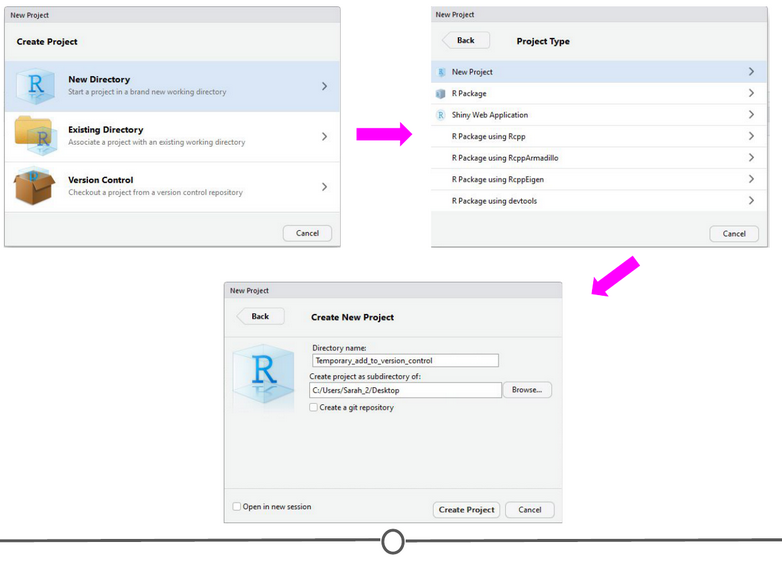 New Project
Create Project
New Directory
Start a project in a brand new working directory
Existing Directory
Associate a project with an existing working directory
Version Control
Checkout a project from a version control repository
Cancel
New Project
Back
Project Type
New Project
R Package
R Shiny Web Application
R Package using Rcpp
R Package using RcppArmadillo
R Package using RcppEigen
R Package using devtools
Cancel
New Project
Back
Create New Project
R
Directory name:
Temporary_add_to_version_control
Create project as subdirectory of:
C:/Users/Sarah_2/Desktop
Browse...
Create a git repository
Open in new session
Create Project
Cancel